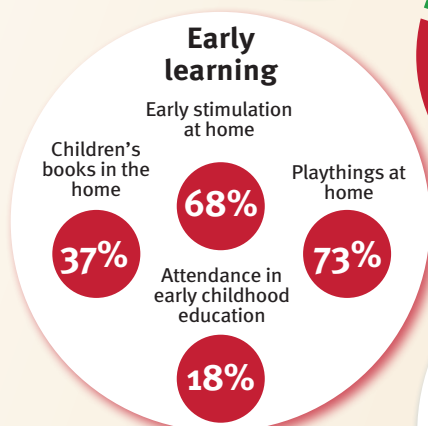 Early
learning
Early stimulation
at home
68%
Children’s
books in the
home
37%
Playthings at
home
73%
Attendance in
early childhood
education
18%